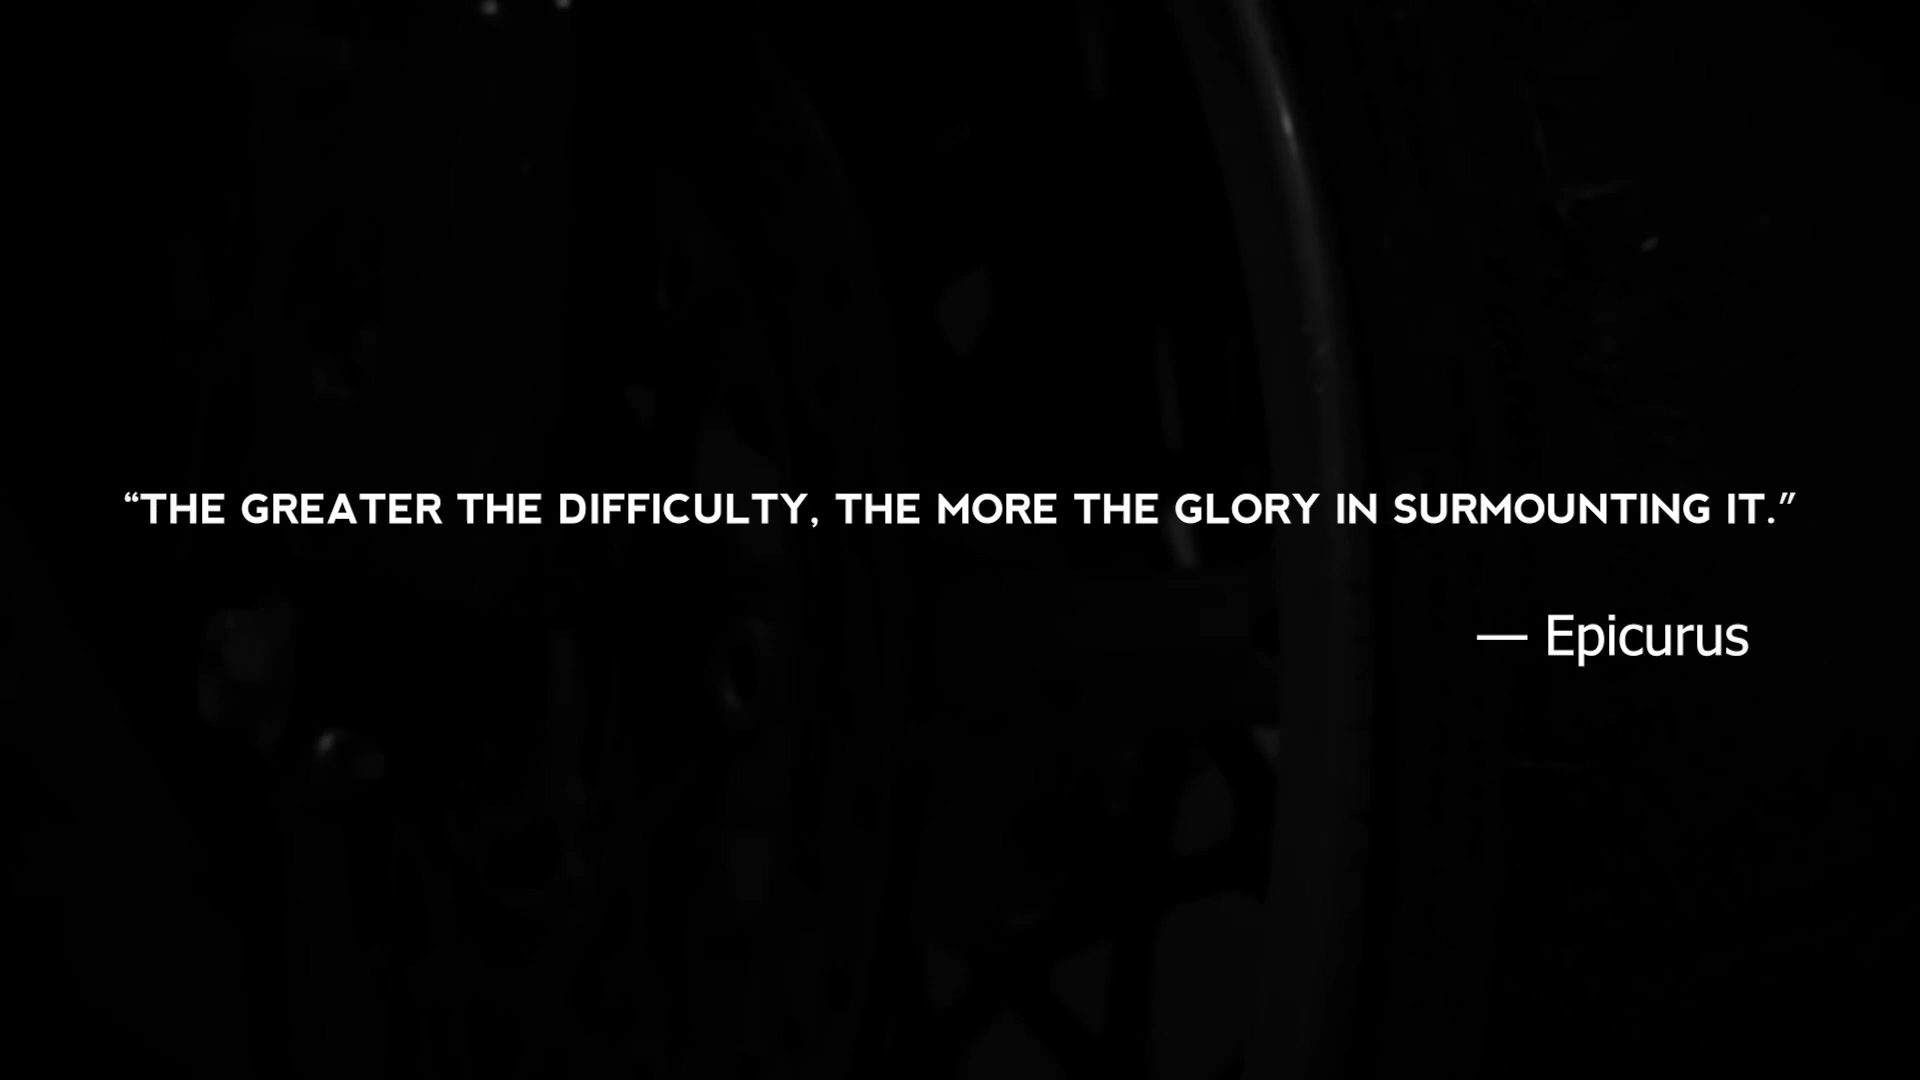 “THE GREATER THE DIFFICULTY, THE MORE THE GLORY IN SURMOUNTING IT.”
— Epicurus